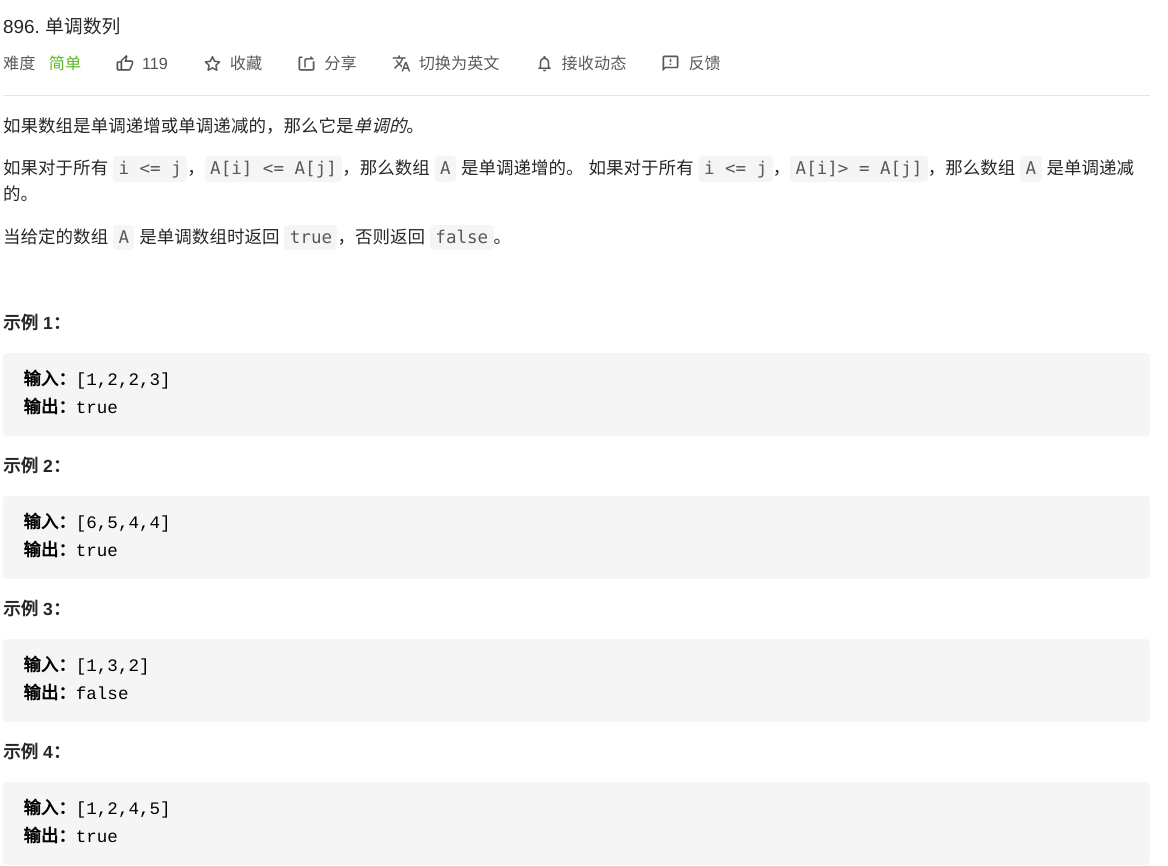 896. 单调数列
难度 简单 119 收藏 分享 切换为英文 接收动态 反馈
如果数组是单调递增或单调递减的，那么它是单调的。
如果对于所有 i <= j，A[i] <= A[j]，那么数组 A 是单调递增的。 如果对于所有 i <= j，A[i]> = A[j]，那么数组 A 是单调递减
的。
当给定的数组 A 是单调数组时返回 true，否则返回 false。
示例 1：
输入：[1,2,2,3]
输出：true
示例 2：
输入：[6,5,4,4]
输出：true
示例 3：
输入：[1,3,2]
输出：false
示例 4：
输入：[1,2,4,5]
输出：true